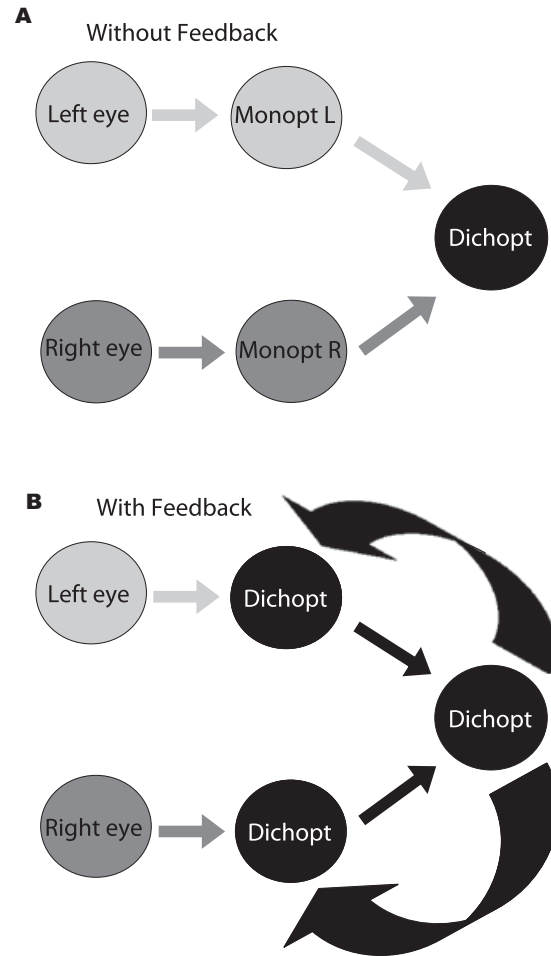 A
Without Feedback
Left eye
Monopt L
Dichopt
Right eye
Monopt R
B
With Feedback
Left eye
Dichopt
Dichopt
Right eye
Dichopt